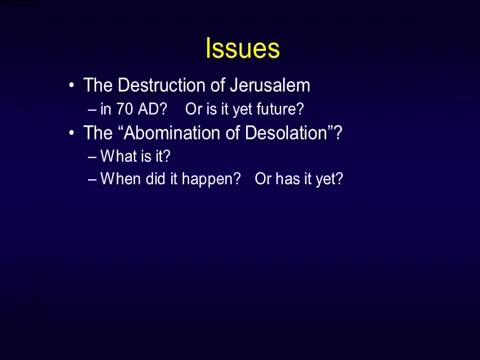 Issues
• The Destruction of Jerusalem
– in 70 AD? Or is it yet future?
• The “Abomination of Desolation”?
– What is it?
– When did it happen? Or has it yet?